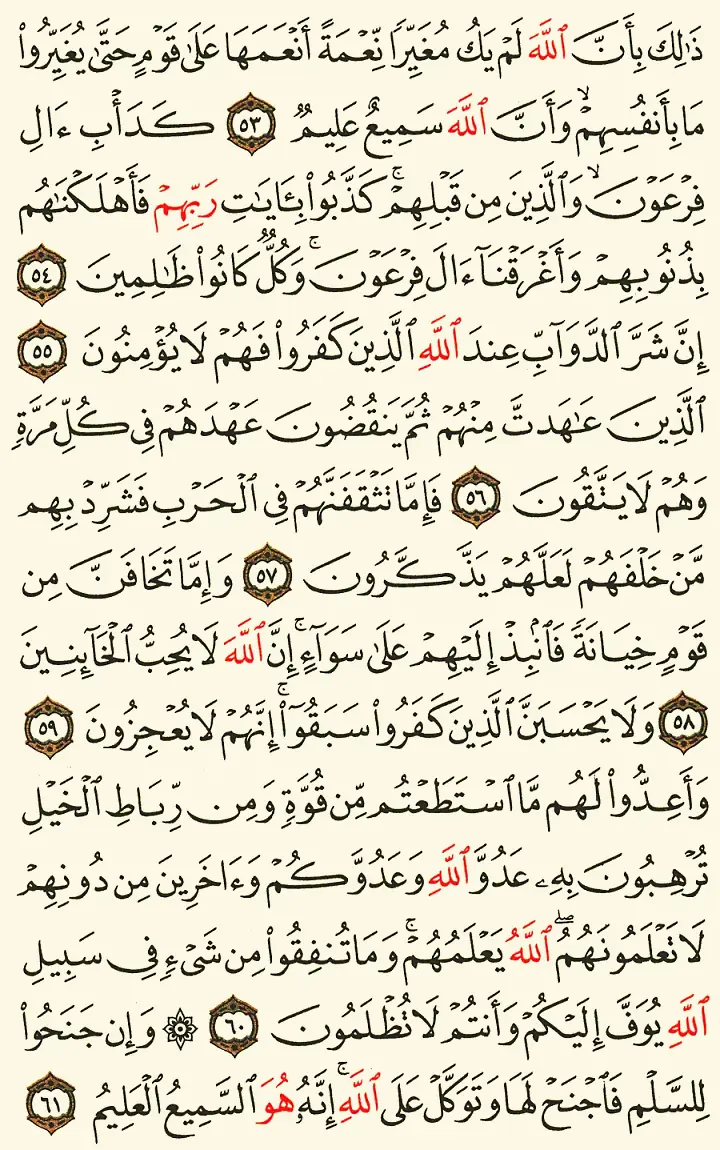 ذَٰلِكَ بِأَنَّ ٱللَّهَ لَمْ يَكُ مُغَيِّرًا نِّعْمَةً أَنْعَمَهَا عَلَىٰ قَوْمٍ حَتَّىٰ يُغَيِّرُوا۟
مَا بِأَنفُسِهِمْ ۙ وَأَنَّ ٱللَّهَ سَمِيعٌ عَلِيمٌ ٥٣ كَدَأْبِ ءَالِ
فِرْعَوْنَ ۙ وَٱلَّذِينَ مِن قَبْلِهِمْ ۚ كَذَّبُوا۟ بِـَٔايَـٰتِ رَبِّهِمْ فَأَهْلَكْنَـٰهُم
بِذُنُوبِهِمْ وَأَغْرَقْنَآ ءَالَ فِرْعَوْنَ ۚ وَكُلٌّ كَانُوا۟ ظَـٰلِمِينَ ٥٤
إِنَّ شَرَّ ٱلدَّوَآبِّ عِندَ ٱللَّهِ ٱلَّذِينَ كَفَرُوا۟ فَهُمْ لَا يُؤْمِنُونَ ٥٥
ٱلَّذِينَ عَـٰهَدتَّ مِنْهُمْ ثُمَّ يَنقُضُونَ عَهْدَهُمْ فِى كُلِّ مَرَّةٍ
وَهُمْ لَا يَتَّقُونَ ٥٦ فَإِمَّا تَثْقَفَنَّهُمْ فِى ٱلْحَرْبِ فَشَرِّدْ بِهِم
مَّنْ خَلْفَهُمْ لَعَلَّهُمْ يَذَّكَّرُونَ ٥٧ وَإِمَّا تَخَافَنَّ مِن
قَوْمٍ خِيَانَةً فَٱنۢبِذْ إِلَيْهِمْ عَلَىٰ سَوَآءٍ ۚ إِنَّ ٱللَّهَ لَا يُحِبُّ ٱلْخَآئِنِينَ
٥٨ وَلَا يَحْسَبَنَّ ٱلَّذِينَ كَفَرُوا۟ سَبَقُوٓا۟ ۚ إِنَّهُمْ لَا يُعْجِزُونَ ٥٩
وَأَعِدُّوا۟ لَهُم مَّا ٱسْتَطَعْتُم مِّن قُوَّةٍ وَمِن رِّبَاطِ ٱلْخَيْلِ
تُرْهِبُونَ بِهِۦ عَدُوَّ ٱللَّهِ وَعَدُوَّكُمْ وَءَاخَرِينَ مِن دُونِهِمْ
لَا تَعْلَمُونَهُمُ ۖ ٱللَّهُ يَعْلَمُهُمْ ۚ وَمَا تُنفِقُوا۟ مِن شَىْءٍ فِى سَبِيلِ
ٱللَّهِ يُوَفَّ إِلَيْكُمْ وَأَنتُمْ لَا تُظْلَمُونَ ٦٠ ۞ وَإِن جَنَحُوا۟
لِلسَّلْمِ فَٱجْنَحْ لَهَا وَتَوَكَّلْ عَلَى ٱللَّهِ ۚ إِنَّهُۥ هُوَ ٱلسَّمِيعُ ٱلْعَلِيمُ ٦١